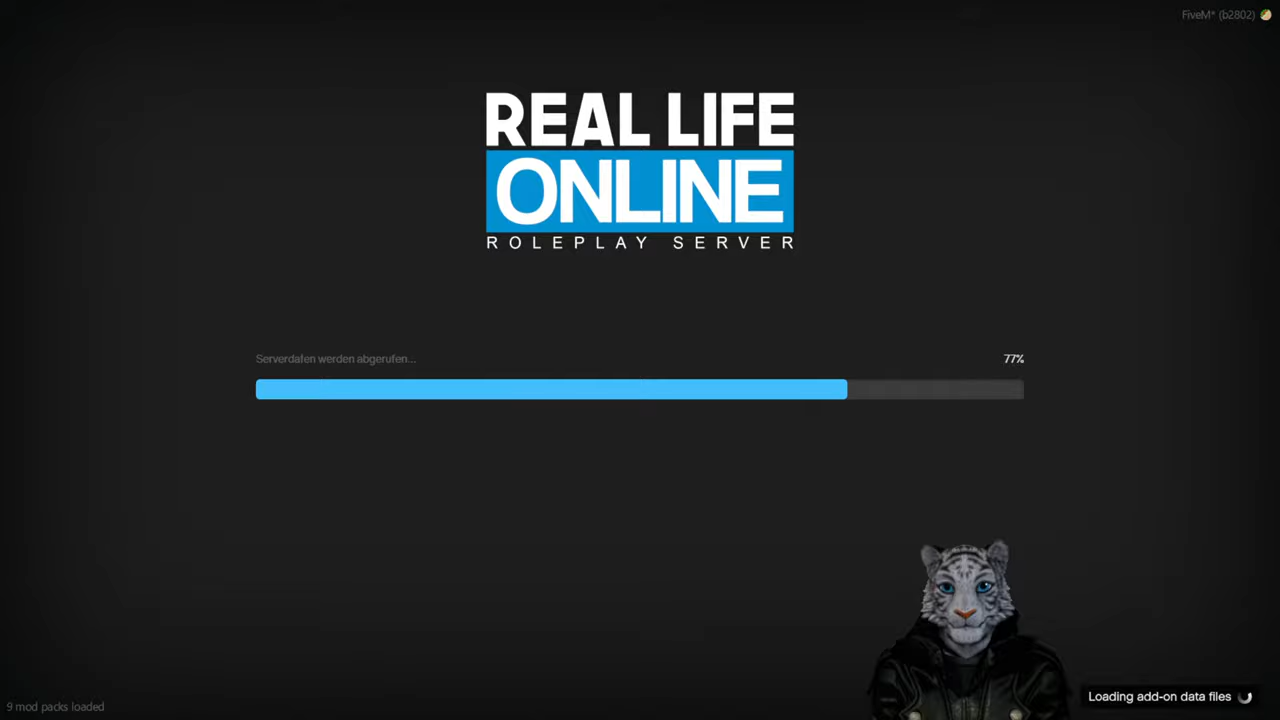 FiveM* (b2802)
REAL LIFE
ONLINE
ROLEPLAY SERVER
Serverdaten werden abgerufen...
77%
Loading add-on data files
9 mod packs loaded